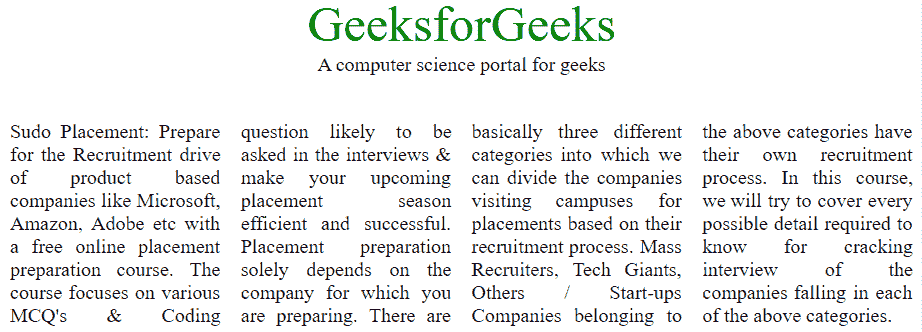 GeeksforGeeks
A computer science portal for geeks
Sudo Placement: Prepare
for the Recruitment drive
of product based
companies like Microsoft,
Amazon, Adobe etc with
a free online placement
preparation course. The
course focuses on various
MCQ's & Coding
question likely to be
asked in the interviews &
make your upcoming
placement season
efficient and successful.
Placement preparation
solely depends on the
company for which you
are preparing. There are
basically three different
categories into which we
can divide the companies
visiting campuses for
placements based on their
recruitment process. Mass
Recruiters, Tech Giants,
Others / Start-ups
Companies belonging to
the above categories have
their own recruitment
process. In this course,
we will try to cover every
possible detail required to
know for cracking
interview of the
companies falling in each
of the above categories.